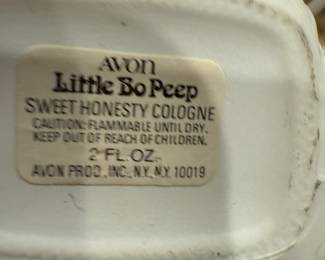 AVON
Little Bo Peep
SWEET HONESTY COLOGNE
CAUTION: FLAMMABLE UNTIL DRY.
KEEP OUT OF REACH OF CHILDREN.
2 FL. OZ.
AVON PROD., INC., N.Y., N.Y. 10019